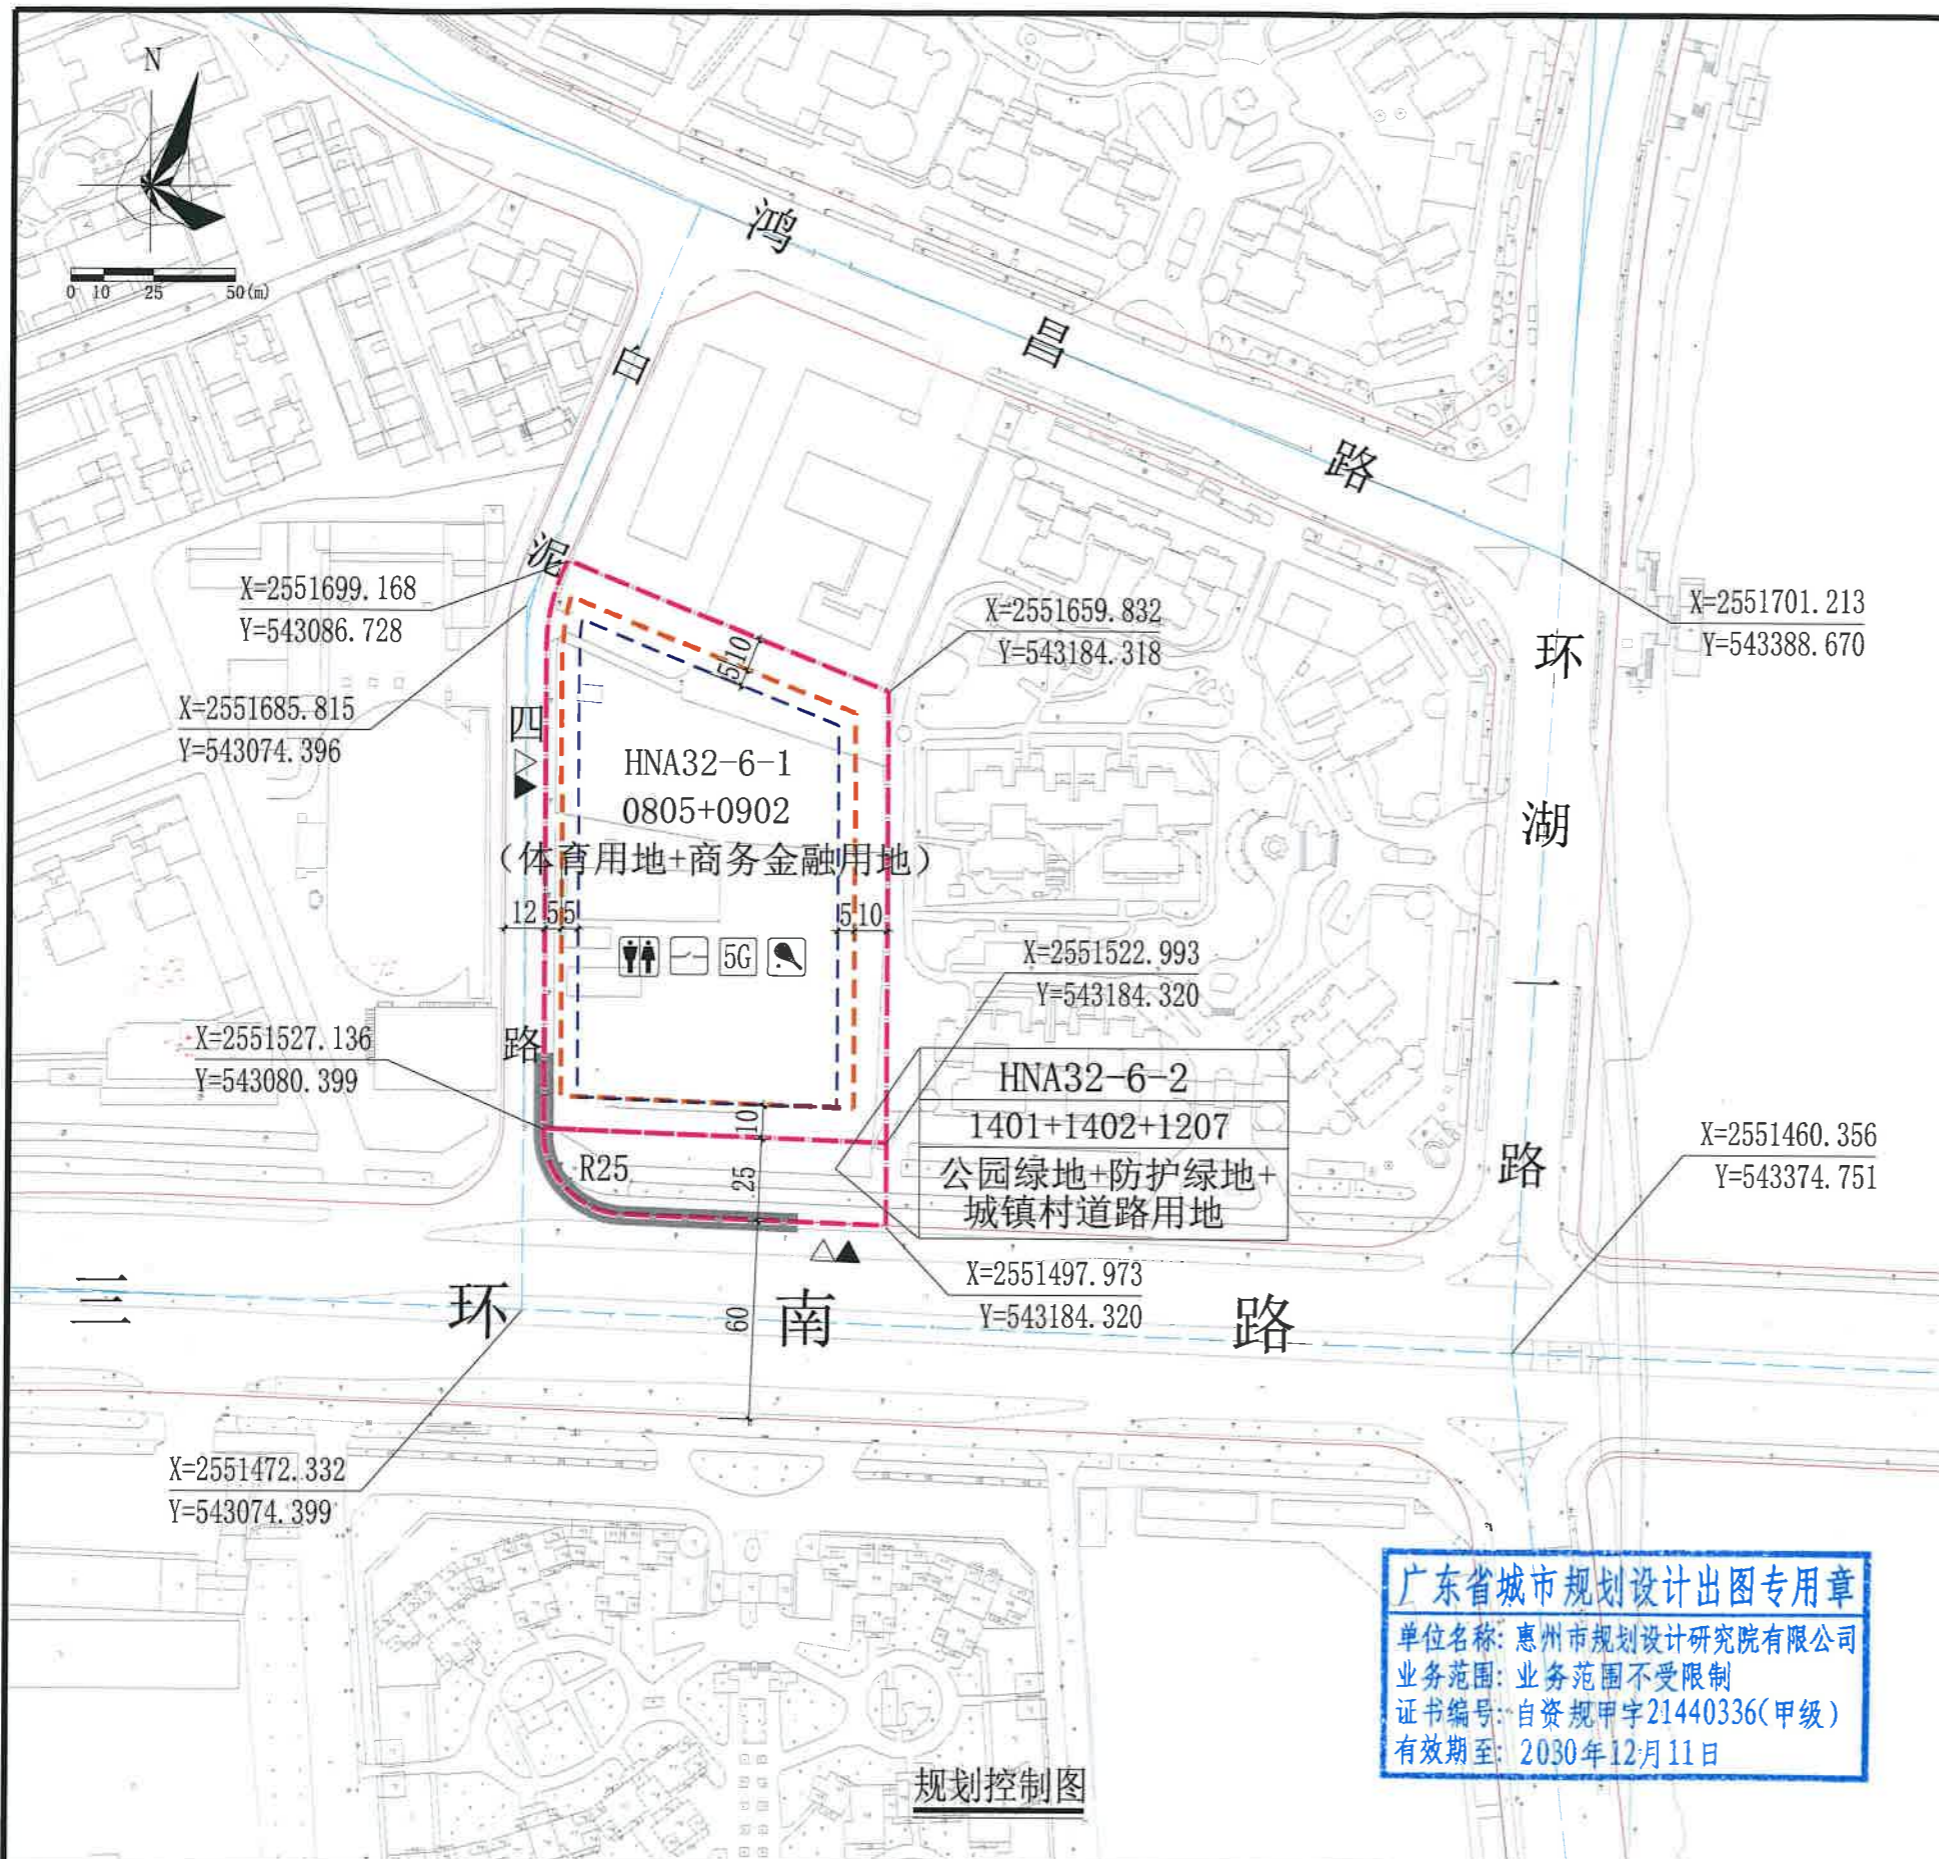 N
0 10 25 50(m)
鸿昌路
白泥四路
环湖一路
三环南路
X=2551699.168
Y=543086.728
X=2551685.815
Y=543074.396
X=2551659.832
Y=543184.318
X=2551701.213
Y=543388.670
10
5
HNA32-6-1
0805+0902
（体育用地+商务金融用地）
12 5 5
5 10
5G
X=2551522.993
Y=543184.320
X=2551527.136
Y=543080.399
HNA32-6-2
1401+1402+1207
公园绿地+防护绿地+
城镇村道路用地
10
R25
25
60
X=2551460.356
Y=543374.751
X=2551497.973
Y=543184.320
X=2551472.332
Y=543074.399
广东省城市规划设计出图专用章
单位名称: 惠州市规划设计研究院有限公司
业务范围: 业务范围不受限制
证书编号: 自资规甲字21440336(甲级)
有效期至: 2030年12月11日
规划控制图